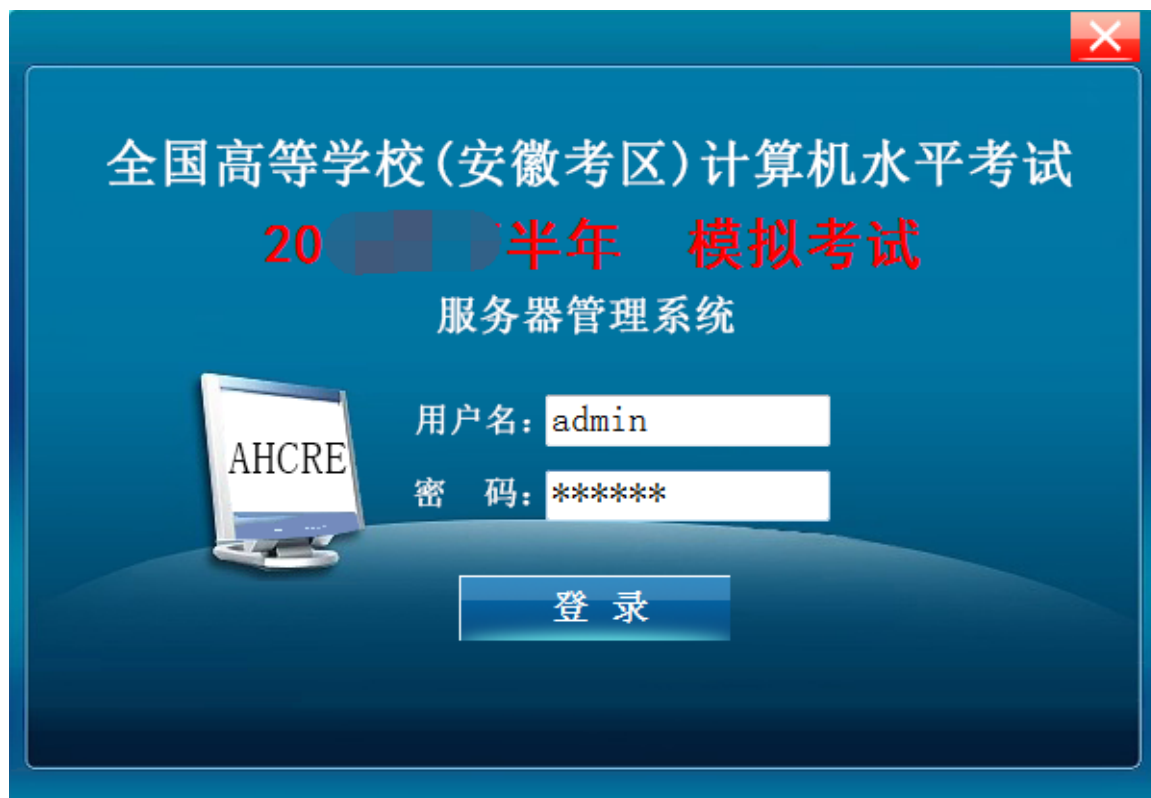 全国高等学校(安徽考区)计算机水平考试
20 半年 模拟考试
服务器管理系统
AHCRE
用户名: admin
密 码: ******
登 录